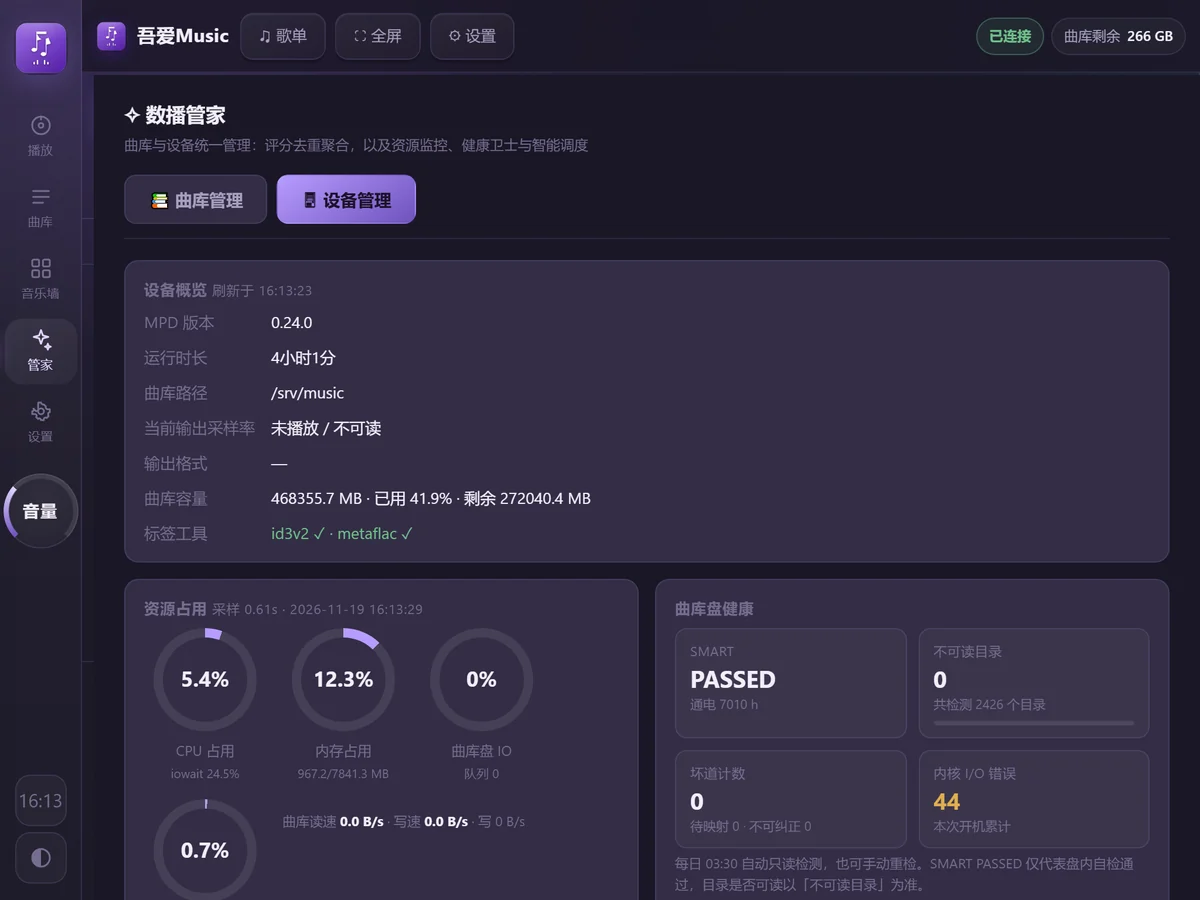 吾爱Music
歌单
全屏
设置
已连接
曲库剩余 266 GB
播放
曲库
音乐墙
管家
设置
音量
16:13
数播管家
曲库与设备统一管理：评分去重聚合，以及资源监控、健康卫士与智能调度
曲库管理
设备管理
设备概览 刷新于 16:13:23
MPD 版本 0.24.0
运行时长 4小时1分
曲库路径 /srv/music
当前输出采样率 未播放 / 不可读
输出格式 —
曲库容量 468355.7 MB · 已用 41.9% · 剩余 272040.4 MB
标签工具 id3v2 ✓ · metaflac ✓
资源占用 采样 0.61s · 2026-11-19 16:13:29
5.4%
CPU 占用
iowait 24.5%
12.3%
内存占用
967.2/7841.3 MB
0%
曲库盘 IO
队列 0
0.7%
曲库读速 0.0 B/s · 写速 0.0 B/s · 写 0 B/s
曲库盘健康
SMART
PASSED
通电 7010 h
不可读目录
0
共检测 2426 个目录
坏道计数
0
待映射 0 · 不可纠正 0
内核 I/O 错误
44
本次开机累计
每日 03:30 自动只读检测，也可手动重检。SMART PASSED 仅代表盘内自检通
过，目录是否可读以「不可读目录」为准。